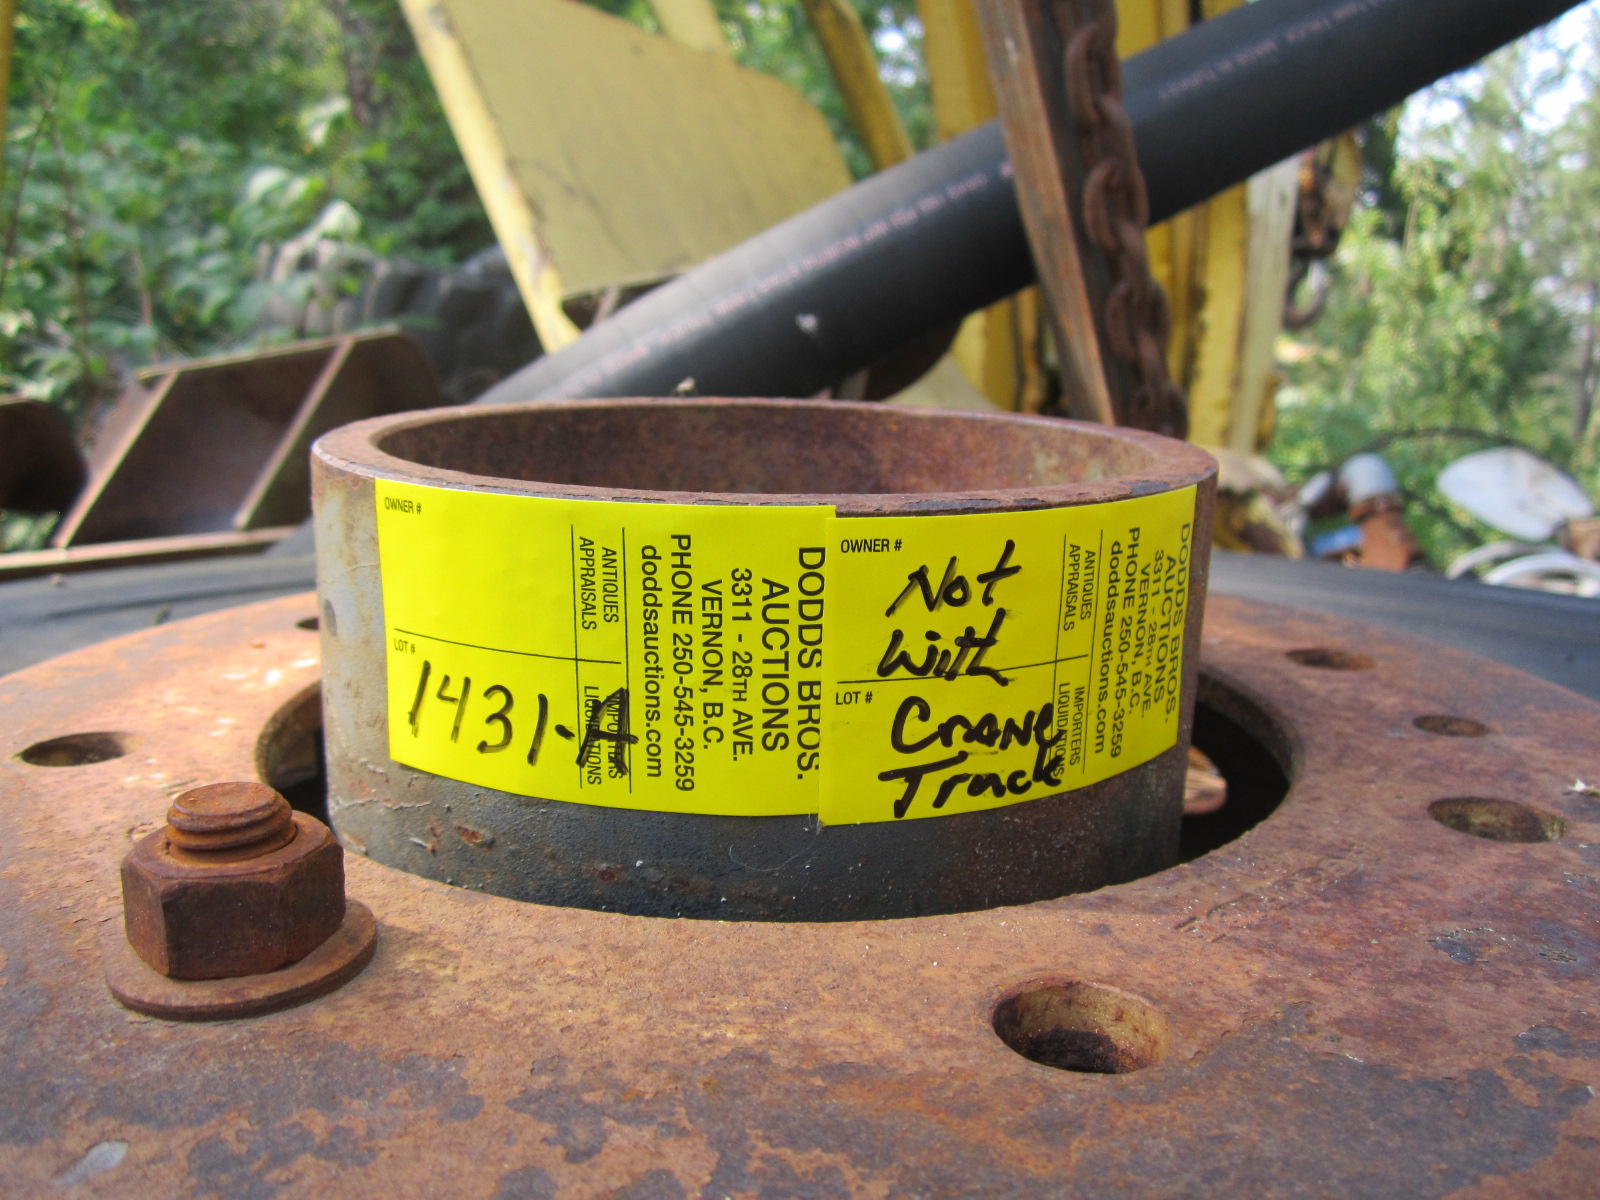 OWNER #
LOT #
1431-A
ANTIQUES
APPRAISALS
IMPORTERS
LIQUIDATIONS
DODDS BROS.
AUCTIONS
3311 - 28TH AVE.
VERNON, B.C.
PHONE 250-545-3259
doddsauctions.com
OWNER #
Not
With
LOT #
Crane
Truck
ANTIQUES
APPRAISALS
IMPORTERS
LIQUIDATIONS
DODDS BROS.
AUCTIONS
3311 - 28TH AVE.
VERNON, B.C.
PHONE 250-545-3259
doddsauctions.com